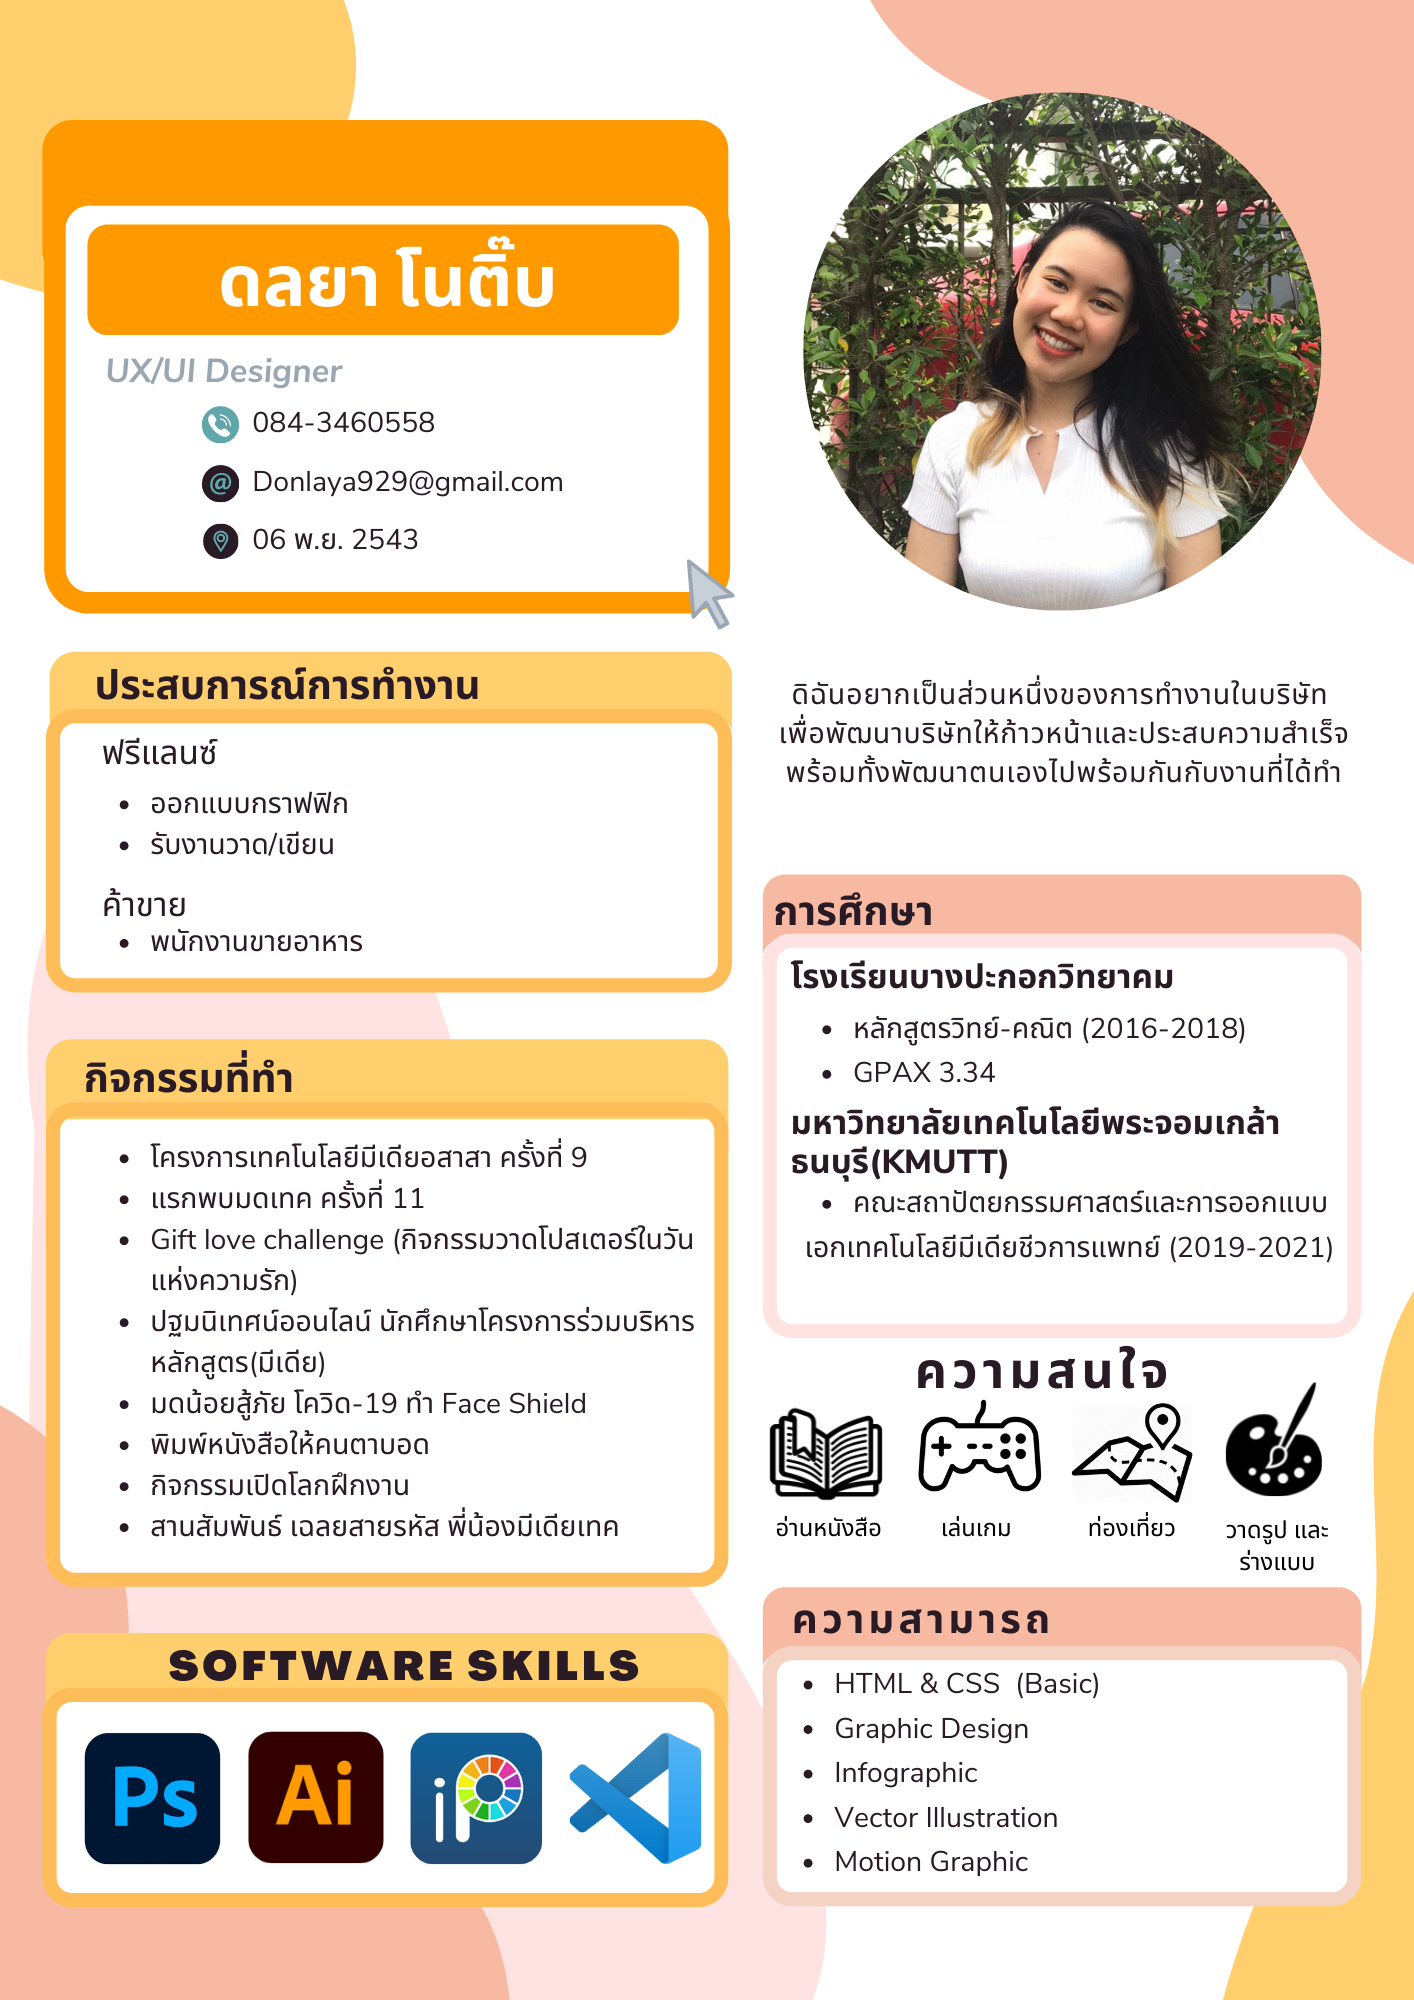 ดลยา โนติ๊บ
UX/UI Designer
084-3460558
@
Donlaya929@gmail.com
06 พ.ย. 2543
ประสบการณ์การทำงาน
ฟรีแลนซ์
• ออกแบบกราฟฟิก
• รับงานวาด/เขียน
ค้าขาย
• พนักงานขายอาหาร
กิจกรรมที่ทำ
• โครงการเทคโนโลยีมีเดียอสาสา ครั้งที่ 9
• แรกพบมดเทค ครั้งที่ 11
• Gift love challenge (กิจกรรมวาดโปสเตอร์ในวัน
แห่งความรัก)
• ปฐมนิเทศน์ออนไลน์ นักศึกษาโครงการร่วมบริหาร
หลักสูตร(มีเดีย)
• มดน้อยสู้ภัย โควิด-19 ทำ Face Shield
• พิมพ์หนังสือให้คนตาบอด
• กิจกรรมเปิดโลกฝึกงาน
• สานสัมพันธ์ เฉลยสายรหัส พี่น้องมีเดียเทค
SOFTWARE SKILLS
Ps
Ai
iP
ดิฉันอยากเป็นส่วนหนึ่งของการทำงานในบริษัท
เพื่อพัฒนาบริษัทให้ก้าวหน้าและประสบความสำเร็จ
พร้อมทั้งพัฒนาตนเองไปพร้อมกันกับงานที่ได้ทำ
การศึกษา
โรงเรียนบางปะกอกวิทยาคม
• หลักสูตรวิทย์-คณิต (2016-2018)
• GPAX 3.34
มหาวิทยาลัยเทคโนโลยีพระจอมเกล้า
ธนบุรี(KMUTT)
• คณะสถาปัตยกรรมศาสตร์และการออกแบบ
เอกเทคโนโลยีมีเดียชีวการแพทย์ (2019-2021)
ความสนใจ
อ่านหนังสือ
เล่นเกม
ท่องเที่ยว
วาดรูป และ
ร่างแบบ
ความสามารถ
• HTML & CSS (Basic)
• Graphic Design
• Infographic
• Vector Illustration
• Motion Graphic